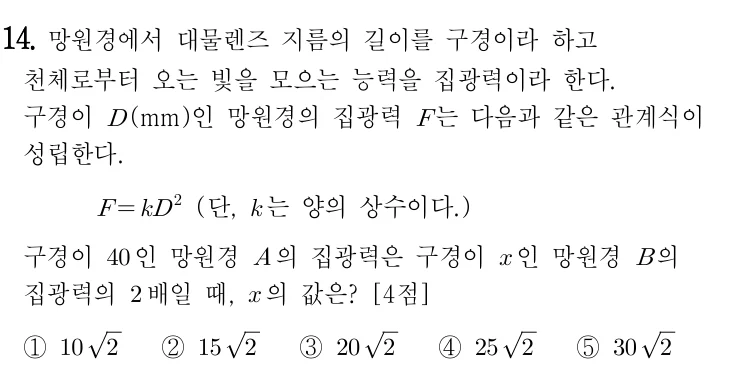 14. 망원경에서 대물렌즈 지름의 길이를 구경이라 하고
천체로부터 오는 빛을 모으는 능력을 집광력이라 한다.
구경이 D(mm)인 망원경의 집광력 F는 다음과 같은 관계식이
성립한다.
F=kD² (단, k는 양의 상수이다.)
구경이 40인 망원경 A의 집광력은 구경이 x인 망원경 B의
집광력의 2배일 때, x의 값은? [4점]
① 10√2 ② 15√2 ③ 20√2 ④ 25√2 ⑤ 30√2